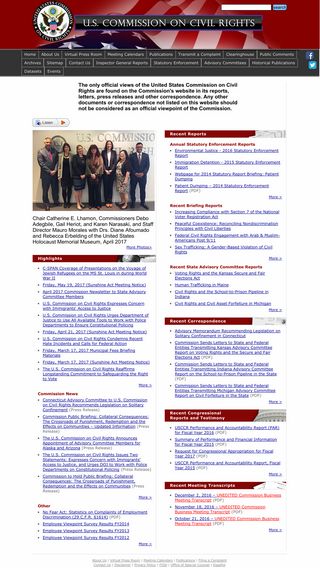 U.S. COMMISSION ON CIVIL RIGHTS
Home
About Us
Virtual Press Room
Meeting Calendars
Publications
Transmit a Complaint
Clearinghouse
Public Comments
Archives
Sitemap
Contact Us
Inspector General Reports
Statutory Enforcement
Advisory Committees
Historical Publications
Datasets
Events
The only official views of the United States Commission on Civil
Rights are found on the Commission's website in its reports,
letters, press releases and other correspondence. Any other
documents or correspondence not listed on this website should
not be considered as an official viewpoint of the Commission.
Listen
Chair Catherine E. Lhamon, Commissioners Debo
Adegbile, Gail Heriot, and Karen Narasaki, and Staff
Director Mauro Morales with Drs. Diane Afoumado
and Rebecca Erbelding of the United States
Holocaust Memorial Museum, April 2017
More Photos>
Highlights
C-SPAN Coverage of Presentations on the Voyage of
Jewish Refugees on the MS St. Louis during World
War II
Friday, May 19, 2017 (Sunshine Act Meeting Notice)
April 2017 Commission Newsletter to State Advisory
Committee Members
U.S. Commission on Civil Rights Expresses Concern
with Immigrants' Access to Justice
U.S. Commission on Civil Rights Urges Department of
Justice to Use All Available Tools to Work with Police
Departments to Ensure Constitutional Policing
Friday, April 21, 2017 (Sunshine Act Meeting Notice)
U.S. Commission on Civil Rights Condemns Recent
Hate Incidents and Calls for Federal Action
Friday, March 17, 2017 Municipal Fees Briefing
Materials
Friday, March 17, 2017 (Sunshine Act Meeting Notice)
The U.S. Commission on Civil Rights Reaffirms
Longstanding Commitment to Safeguarding the Right
to Vote
More >
Commission News
Connecticut Advisory Committee to U.S. Commission
on Civil Rights Recommends Legislation on Solitary
Confinement (Press Release)
Commission Public Briefing: Collateral Consequences:
The Crossroads of Punishment, Redemption and the
Effects on Communities - Updated Information (Press
Release)
U.S. Commission on Civil Rights Announces
Appointment of Advisory Committee Members for
Alaska and Arizona (Press Release)
U.S. Commission on Civil Rights Issues Two
Statements: Expresses Concern with Immigrants'
Access to Justice, and Urges DOJ to Work with Police
Departments on Constitutional Policing (Press Release)
Commission to Hold Public Briefing: Collateral
Consequences: The Crossroads of Punishment,
Redemption and the Effects on Communities (Press
Release)
More >
Other
No Fear Act: Statistics on Complaints of Employment
Discrimination (29 C.F.R. §1614) (PDF)
Employee Viewpoint Survey Results FY2014
Employee Viewpoint Survey Results FY2013
Employee Viewpoint Survey Results FY2012
Recent Reports
Annual Statutory Enforcement Reports
Environmental Justice - 2016 Statutory Enforcement
Report (PDF)
Immigration Detention - 2015 Statutory Enforcement
Report (PDF)
Webpage for 2014 Statutory Report Briefing: Patient
Dumping
Patient Dumping - 2014 Statutory Enforcement
Report (PDF)
More >
Recent Briefing Reports
Increasing Compliance with Section 7 of the National
Voter Registration Act
Peaceful Coexistence: Reconciling Nondiscrimination
Principles with Civil Liberties
Federal Civil Rights Engagement with Arab & Muslim-
Americans Post 9/11
Sex Trafficking: A Gender-Based Violation of Civil
Rights
More >
Recent State Advisory Committee Reports
Voting Rights and the Kansas Secure and Fair
Elections Act
Human Trafficking in Maine
Civil Rights and the School-to-Prison Pipeline in
Indiana
Civil Rights and Civil Asset Forfeiture in Michigan
More >
Recent Correspondence
Advisory Memorandum Recommending Legislation on
Solitary Confinement in Connecticut
Commission Sends Letters to State and Federal
Entities Transmitting Kansas Advisory Committee
Report on Voting Rights and the Secure and Fair
Elections Act
Commission Sends Letters to State and Federal
Entities Transmitting Indiana Advisory Committee
Report on the School-to-Prison Pipeline in the State
(PDF)
Commission Sends Letters to State and Federal
Entities Transmitting Michigan Advisory Committee
Report on Civil Forfeiture in the State (PDF)
More >
Recent Congressional
Reports and Testimony
USCCR Performance and Accountability Report (PAR)
for Fiscal Year 2016 (PDF)
Summary of Performance and Financial Information
for Fiscal Year 2015 (PDF)
Request for Congressional Appropriation for Fiscal
Year 2017 (PDF)
USCCR Performance and Accountability Report, Fiscal
Year 2015 (PDF)
More >
Recent Meeting Transcripts
December 2, 2016 - UNEDITED Commission Business
Meeting Transcript (PDF)
November 18, 2016 - UNEDITED Commission Business
Meeting Transcript (PDF)
October 21, 2016 - UNEDITED Commission Business
Meeting Transcript (PDF)
More >
About Us | Virtual Press Room | Meeting Calendars | Publications | Filing a Complaint
Contact Us | Disclaimer | Privacy Policy | FOIA | Office of Special Counsel | Español